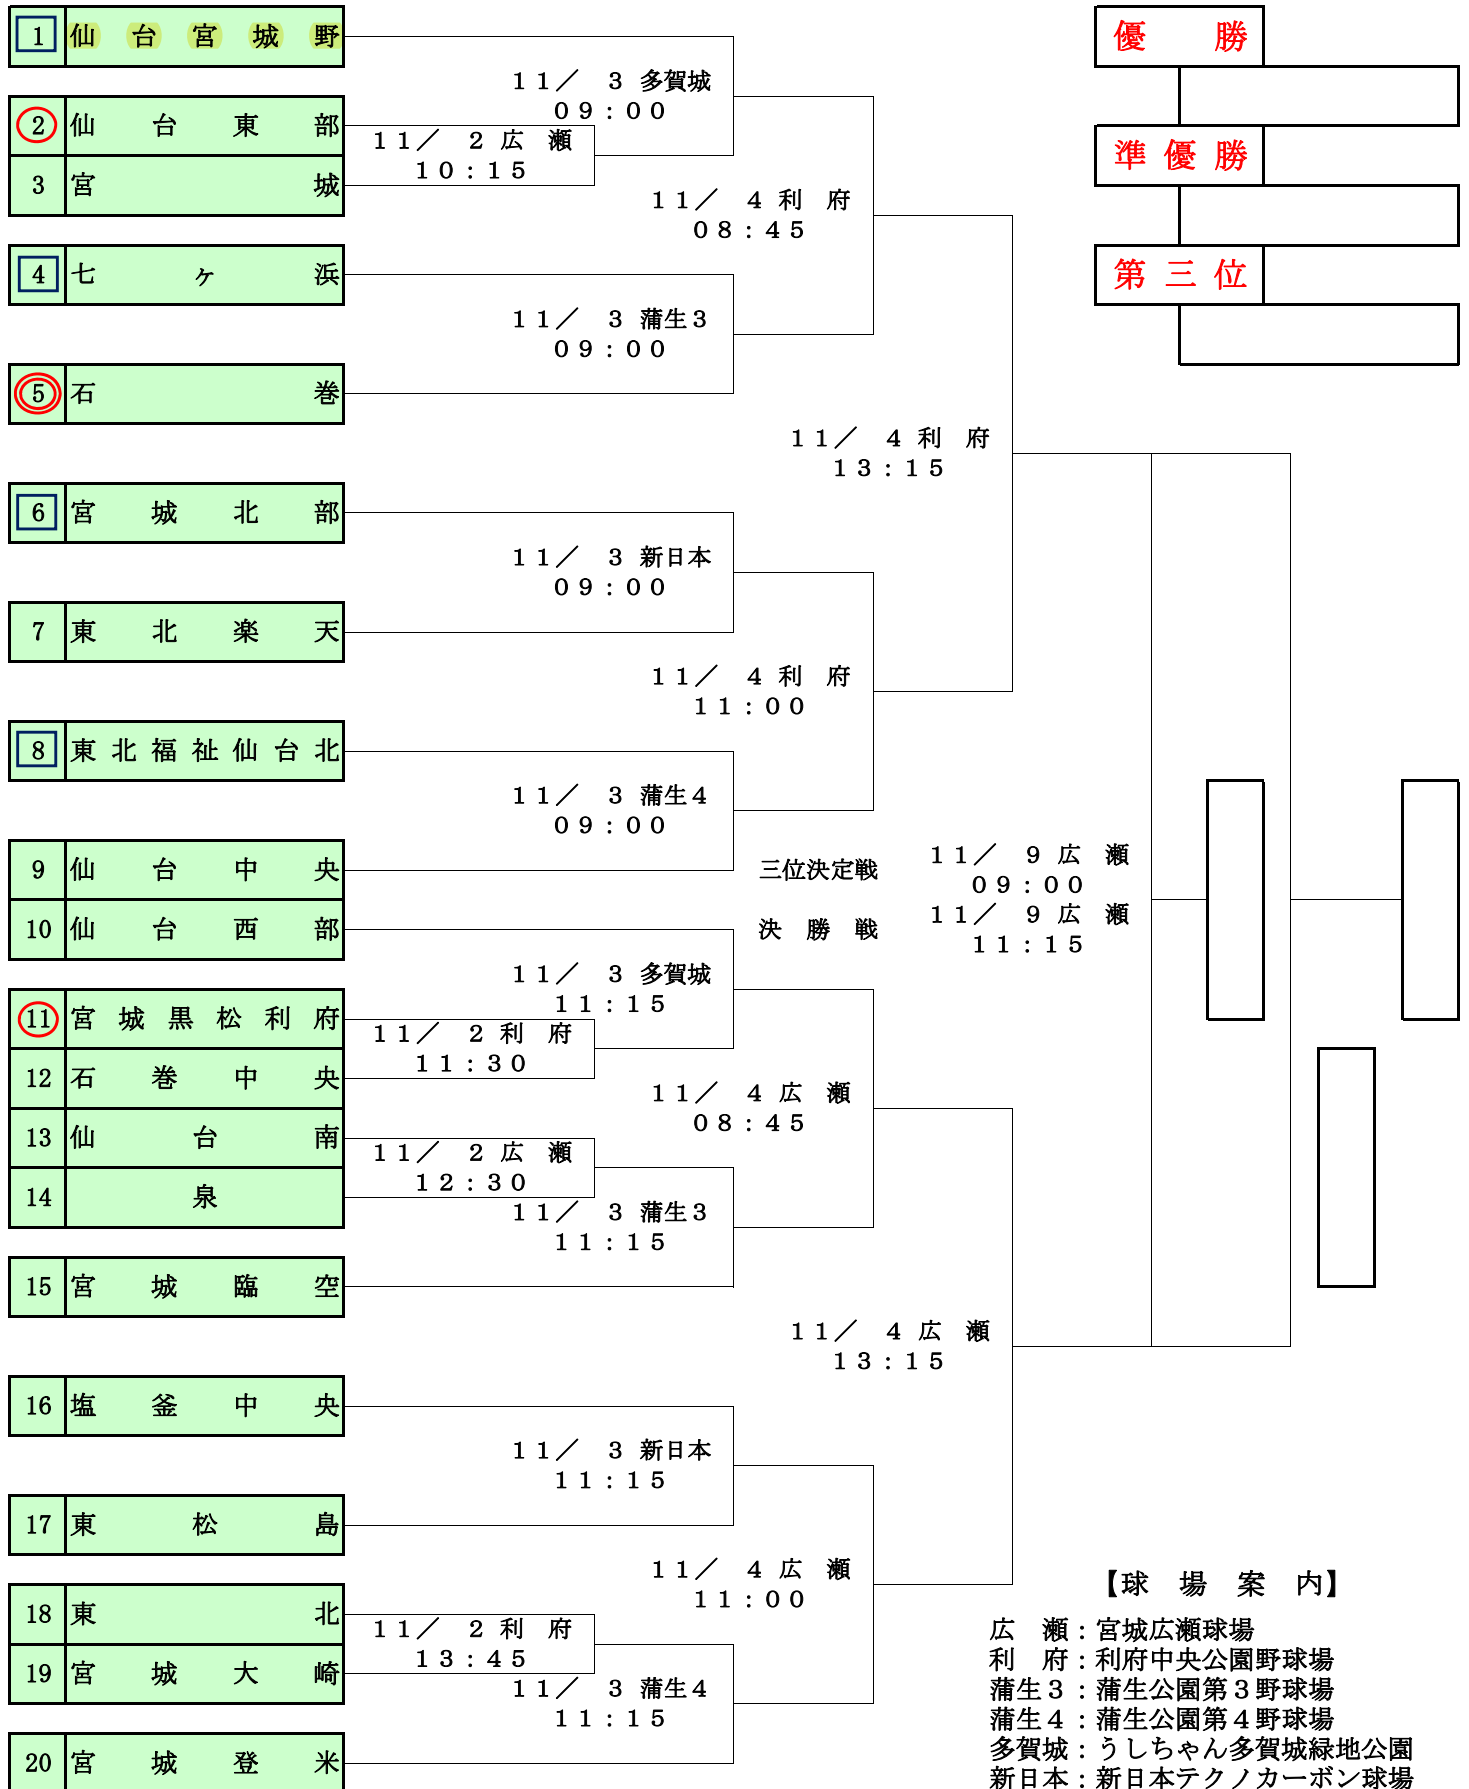 1 仙台宮城野
優 勝
11／ 3 多賀城
09：00
2 仙台東部
11／ 2 広 瀬
10：15
準優勝
3 宮城
11／ 4 利 府
08：45
4 七ヶ浜
第三位
11／ 3 蒲生3
09：00
5 石巻
11／ 4 利 府
13：15
6 宮城北部
11／ 3 新日本
09：00
7 東北楽天
11／ 4 利 府
11：00
8 東北福祉仙台北
11／ 3 蒲生4
09：00
9 仙台中央
三位決定戦 11／ 9 広 瀬
09：00
10 仙台西部
決 勝 戦 11／ 9 広 瀬
11：15
11／ 3 多賀城
11：15
11 宮城黒松利府
11／ 2 利 府
11：30
12 石巻中央
11／ 4 広 瀬
08：45
13 仙台南
11／ 2 広 瀬
12：30
14 泉
11／ 3 蒲生3
11：15
15 宮城臨空
11／ 4 広 瀬
13：15
16 塩釜中央
11／ 3 新日本
11：15
17 東松島
11／ 4 広 瀬
11：00
18 東北
11／ 2 利 府
13：45
19 宮城大崎
11／ 3 蒲生4
11：15
20 宮城登米
【球 場 案 内】
広 瀬：宮城広瀬球場
利 府：利府中央公園野球場
蒲生3：蒲生公園第3野球場
蒲生4：蒲生公園第4野球場
多賀城：うしちゃん多賀城緑地公園
新日本：新日本テクノカーボン球場